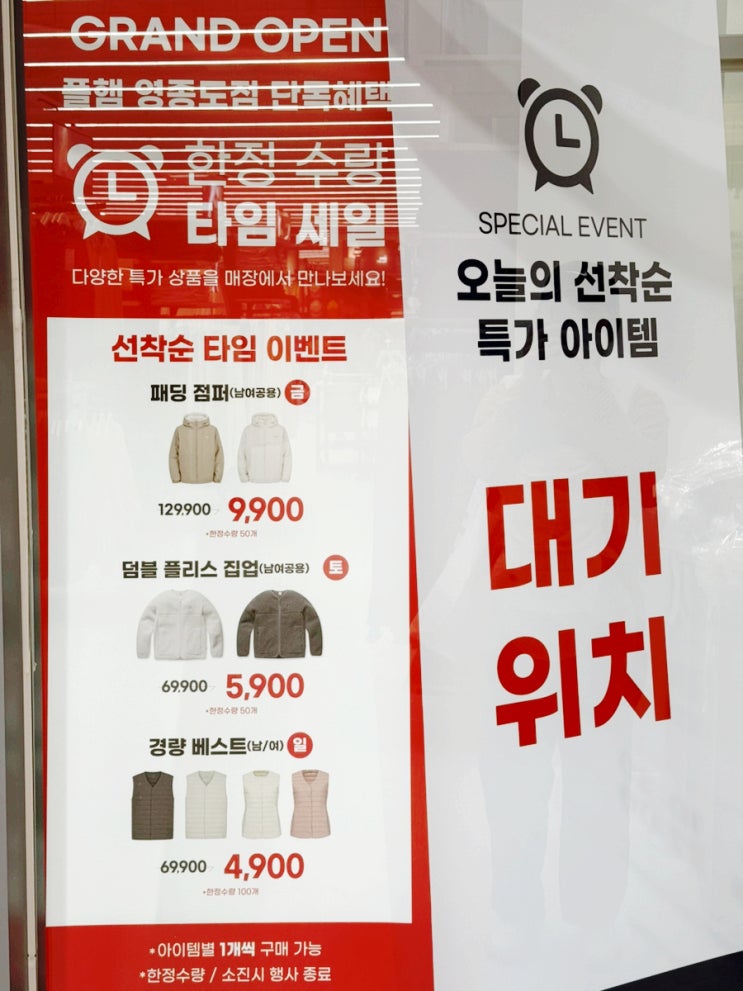 GRAND OPEN
플햄 영종도점 단독혜택
한정 수량
타임 세일
다양한 특가 상품을 매장에서 만나보세요!
선착순 타임 이벤트
패딩 점퍼(남여공용) 금
129.900 9,900
*한정수량 50개
덤블 플리스 집업(남여공용) 토
69.900 5,900
*한정수량 50개
경량 베스트(남/여) 일
69.900 4,900
*한정수량 100개
*아이템별 1개씩 구매 가능
*한정수량 / 소진시 행사 종료
SPECIAL EVENT
오늘의 선착순
특가 아이템
대기
위치